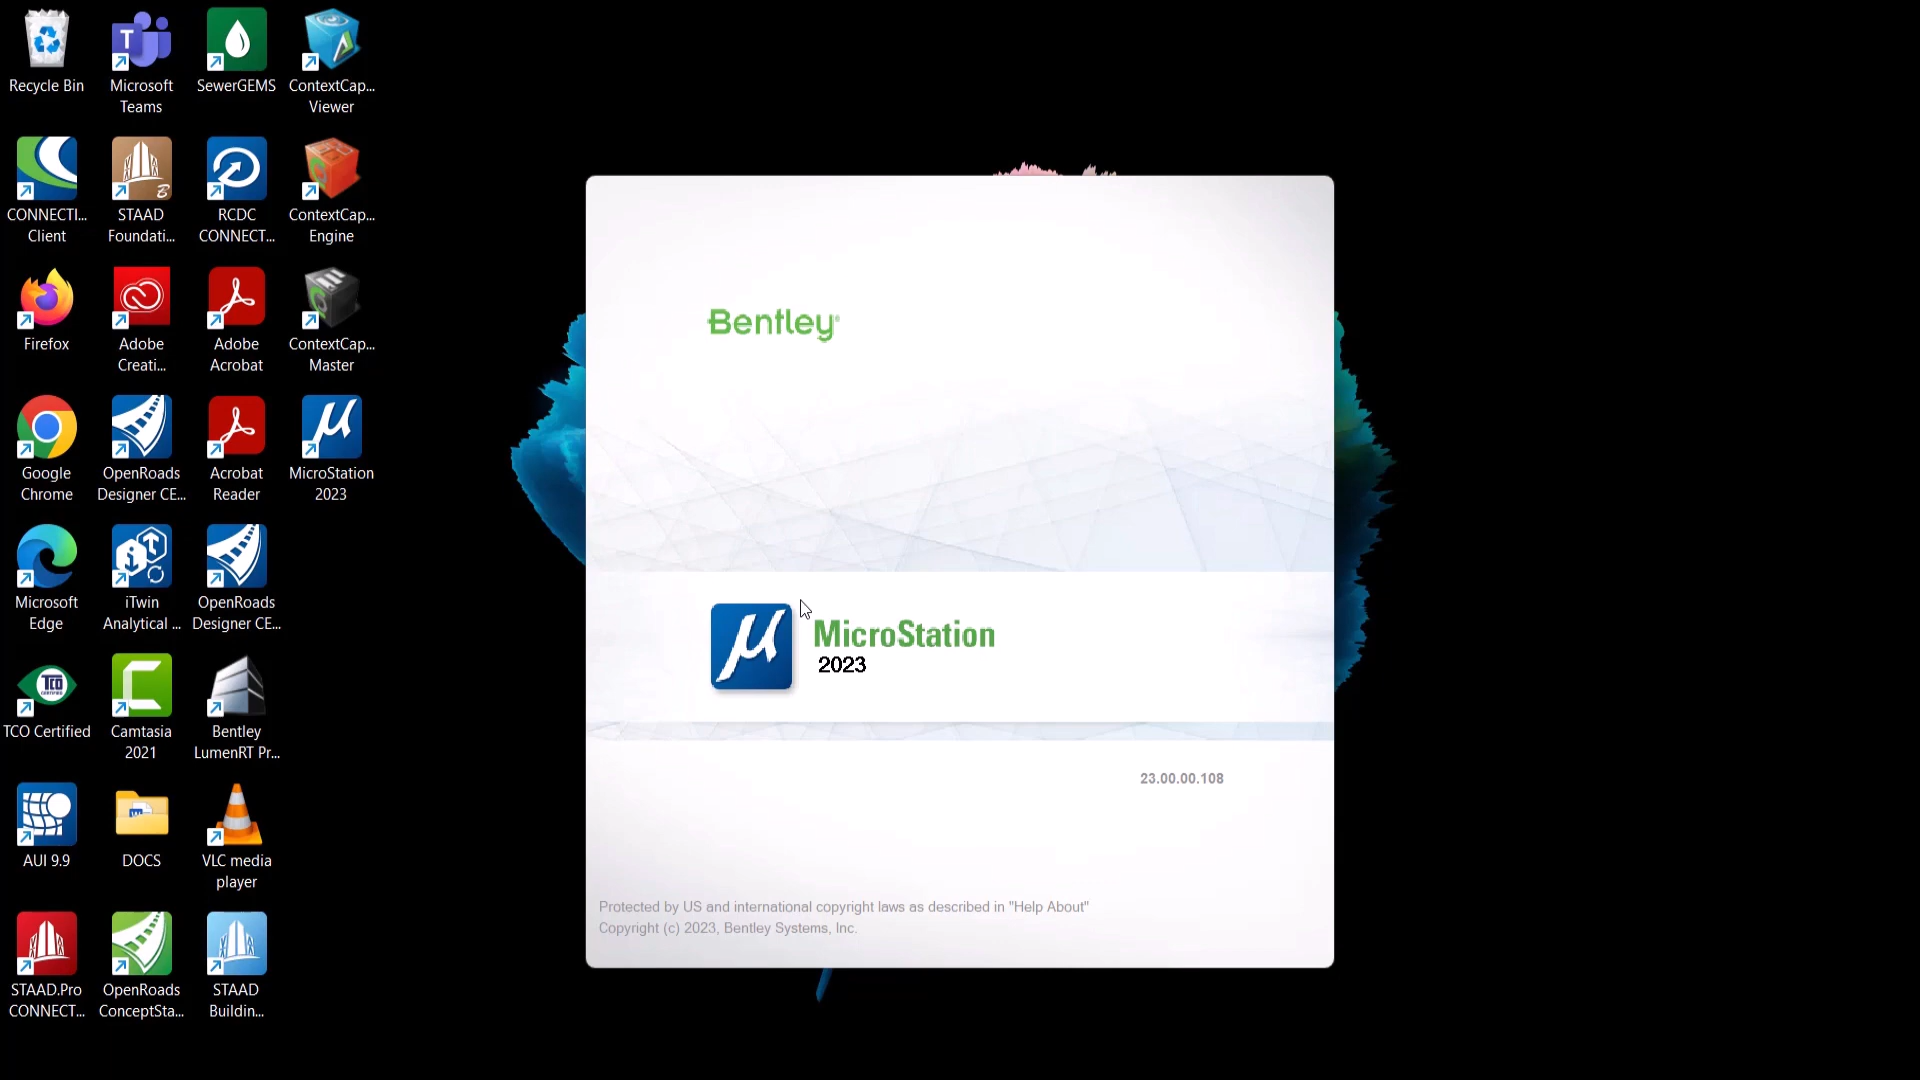 Recycle Bin
Microsoft
Teams
SewerGEMS
ContextCap...
Viewer
CONNECTI...
Client
STAAD
Foundati...
RCDC
CONNECT...
ContextCap...
Engine
Firefox
Adobe
Creati...
Adobe
Acrobat
ContextCap...
Master
Google
Chrome
OpenRoads
Designer CE...
Acrobat
Reader
MicroStation
2023
Microsoft
Edge
iTwin
Analytical ...
OpenRoads
Designer CE...
TCO Certified
Camtasia
2021
Bentley
LumenRT Pr...
AUI 9.9
DOCS
VLC media
player
STAAD.Pro
CONNECT...
OpenRoads
ConceptSta...
STAAD
Buildin...
Bentley®
μ MicroStation
2023
23.00.00.108
Protected by US and international copyright laws as described in "Help About"
Copyright (c) 2023, Bentley Systems, Inc.